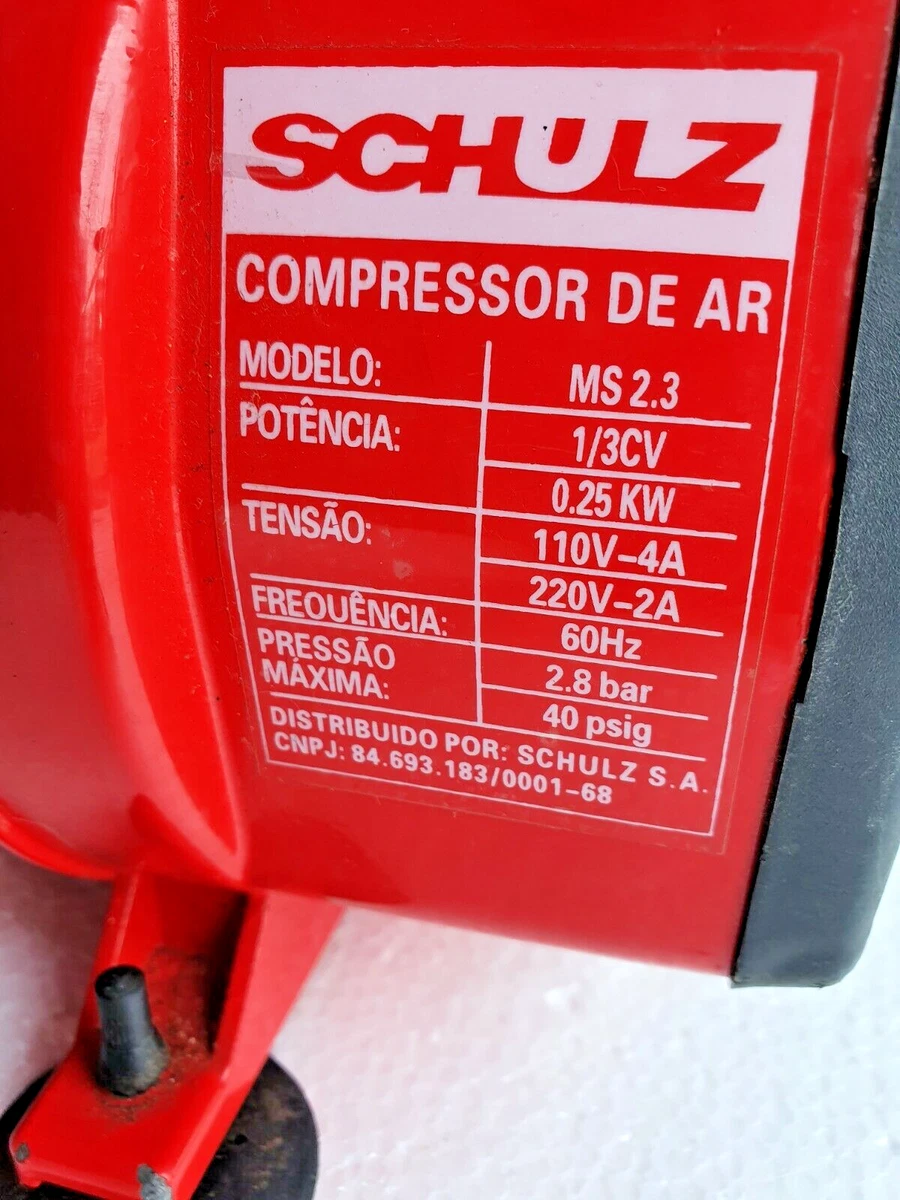 SCHULZ
COMPRESSOR DE AR
MODELO: MS 2.3
POTÊNCIA: 1/3CV
0.25 KW
TENSÃO: 110V-4A
220V-2A
FREQUÊNCIA: 60Hz
PRESSÃO 2.8 bar
MÁXIMA: 40 psig
DISTRIBUIDO POR: SCHULZ S.A.
CNPJ: 84.693.183/0001-68